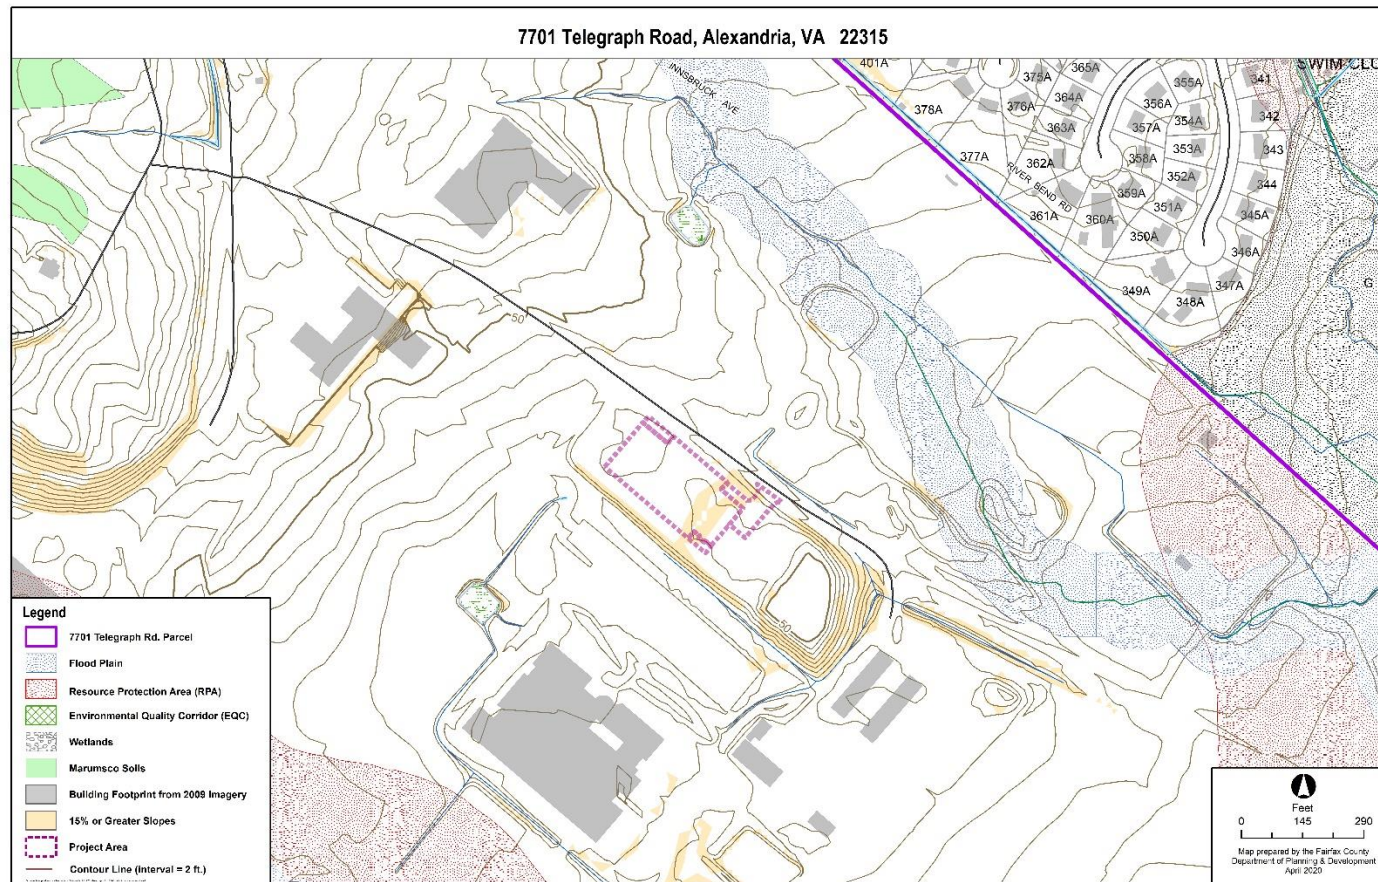 7701 Telegraph Road, Alexandria, VA 22315
INNSBRUCK AVE
401A
378A
377A
375A
365A
376A
364A
363A
362A
RIVER BEND RD
361A
360A
355A
356A
357A
354A
353A
358A
352A
359A
351A
350A
349A
348A
347A
346A
345A
344
343
342
341
SWIM CLU
G
50
50
Legend
7701 Telegraph Rd. Parcel
Flood Plain
Resource Protection Area (RPA)
Environmental Quality Corridor (EQC)
Wetlands
Marumsco Soils
Building Footprint from 2009 Imagery
15% or Greater Slopes
Project Area
Contour Line (Interval = 2 ft.)
Feet
0 145 290
Map prepared by the Fairfax County
Department of Planning & Development
April 2020